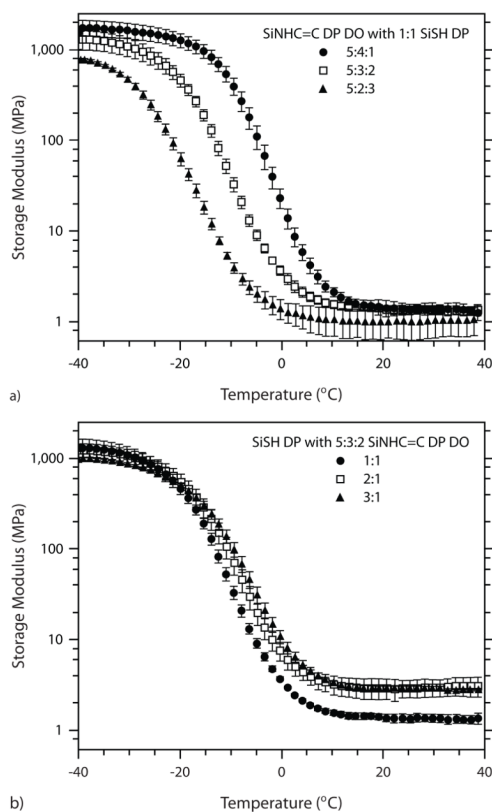 SiNHC=C DP DO with 1:1 SiSH DP
5:4:1
5:3:2
5:2:3
1,000
100
10
1
Storage Modulus (MPa)
-40 -20 0 20 40
a) Temperature (°C)
SiSH DP with 5:3:2 SiNHC=C DP DO
1:1
2:1
3:1
1,000
100
10
1
Storage Modulus (MPa)
-40 -20 0 20 40
b) Temperature (°C)